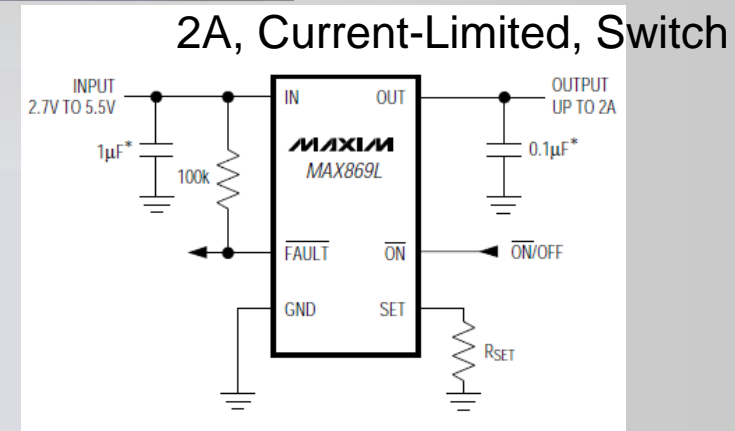 2A, Current-Limited, Switch
INPUT
2.7V TO 5.5V
IN
OUT
OUTPUT
UP TO 2A
1µF*
100k
MAXIM
MAX869L
0.1µF*
FAULT
ON
ON/OFF
GND
SET
RSET